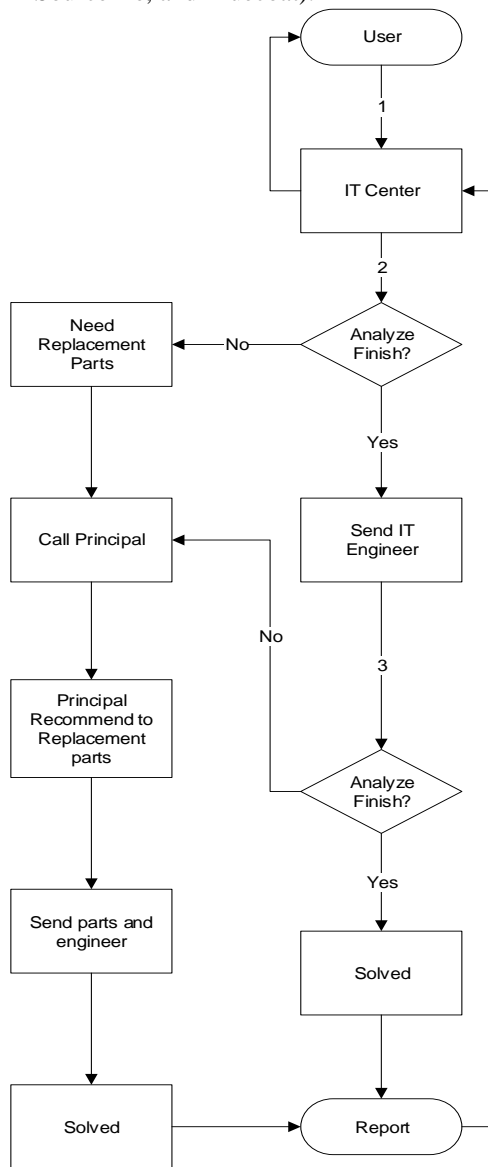 User
1
IT Center
2
Need
Replacement
Parts
No
Analyze
Finish?
Yes
Call Principal
Send IT
Engineer
No
3
Principal
Recommend to
Replacement
parts
Analyze
Finish?
Yes
Send parts and
engineer
Solved
Solved
Report